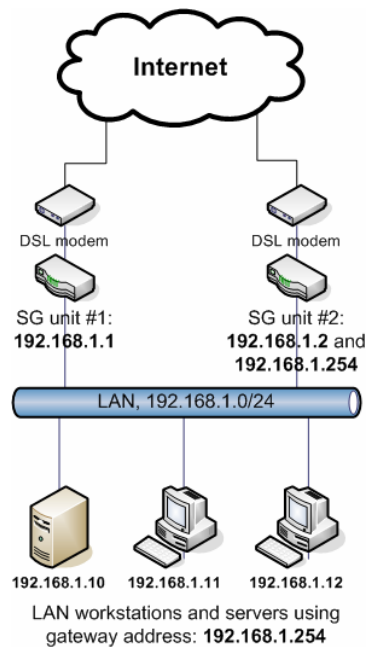 Internet
DSL modem
DSL modem
SG unit #1:
192.168.1.1
SG unit #2:
192.168.1.2 and
192.168.1.254
LAN, 192.168.1.0/24
192.168.1.10
192.168.1.11
192.168.1.12
LAN workstations and servers using
gateway address: 192.168.1.254